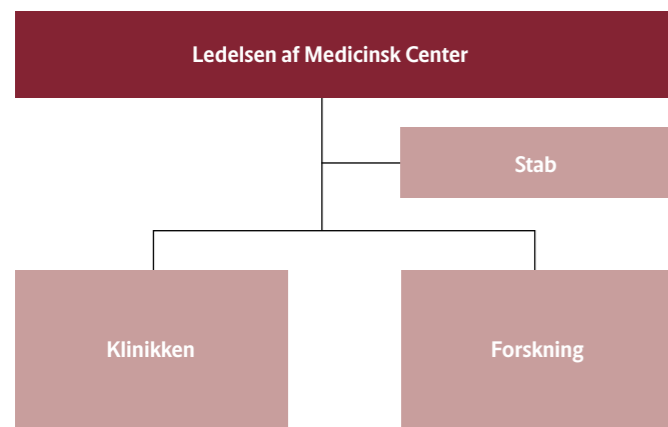 Ledelsen af Medicinsk Center
Stab
Klinikken
Forskning